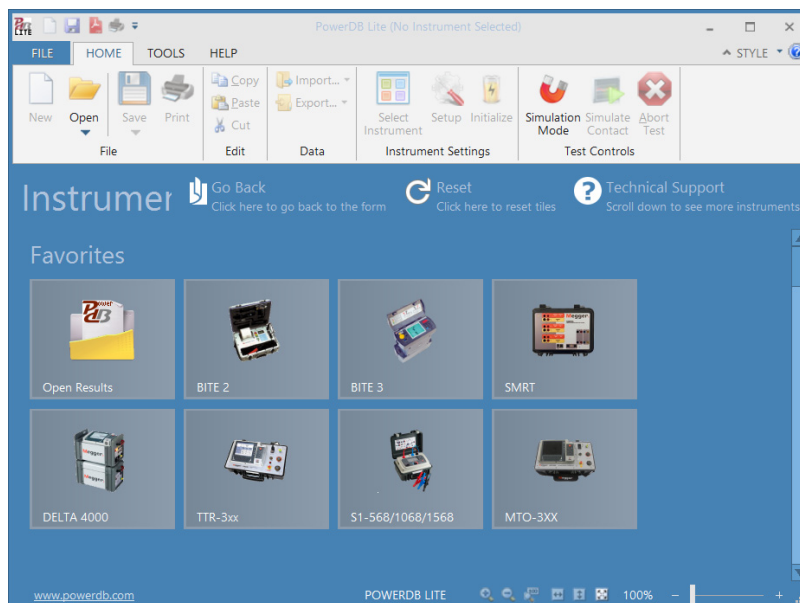 PowerDB Lite (No Instrument Selected)
FILE HOME TOOLS HELP
STYLE
New Open Save Print
Copy
Paste
Cut
Import...
Export...
Select Instrument
Setup Initialize
Simulation Mode
Simulate Contact
Abort Test
File Edit Data Instrument Settings Test Controls
Instrumer
Go Back
Click here to go back to the form
Reset
Click here to reset tiles
Technical Support
Scroll down to see more instruments
Favorites
Open Results
BITE 2
BITE 3
SMRT
DELTA 4000
TTR-3xx
S1-568/1068/1568
MTO-3XX
www.powerdb.com
POWERDB LITE
100%